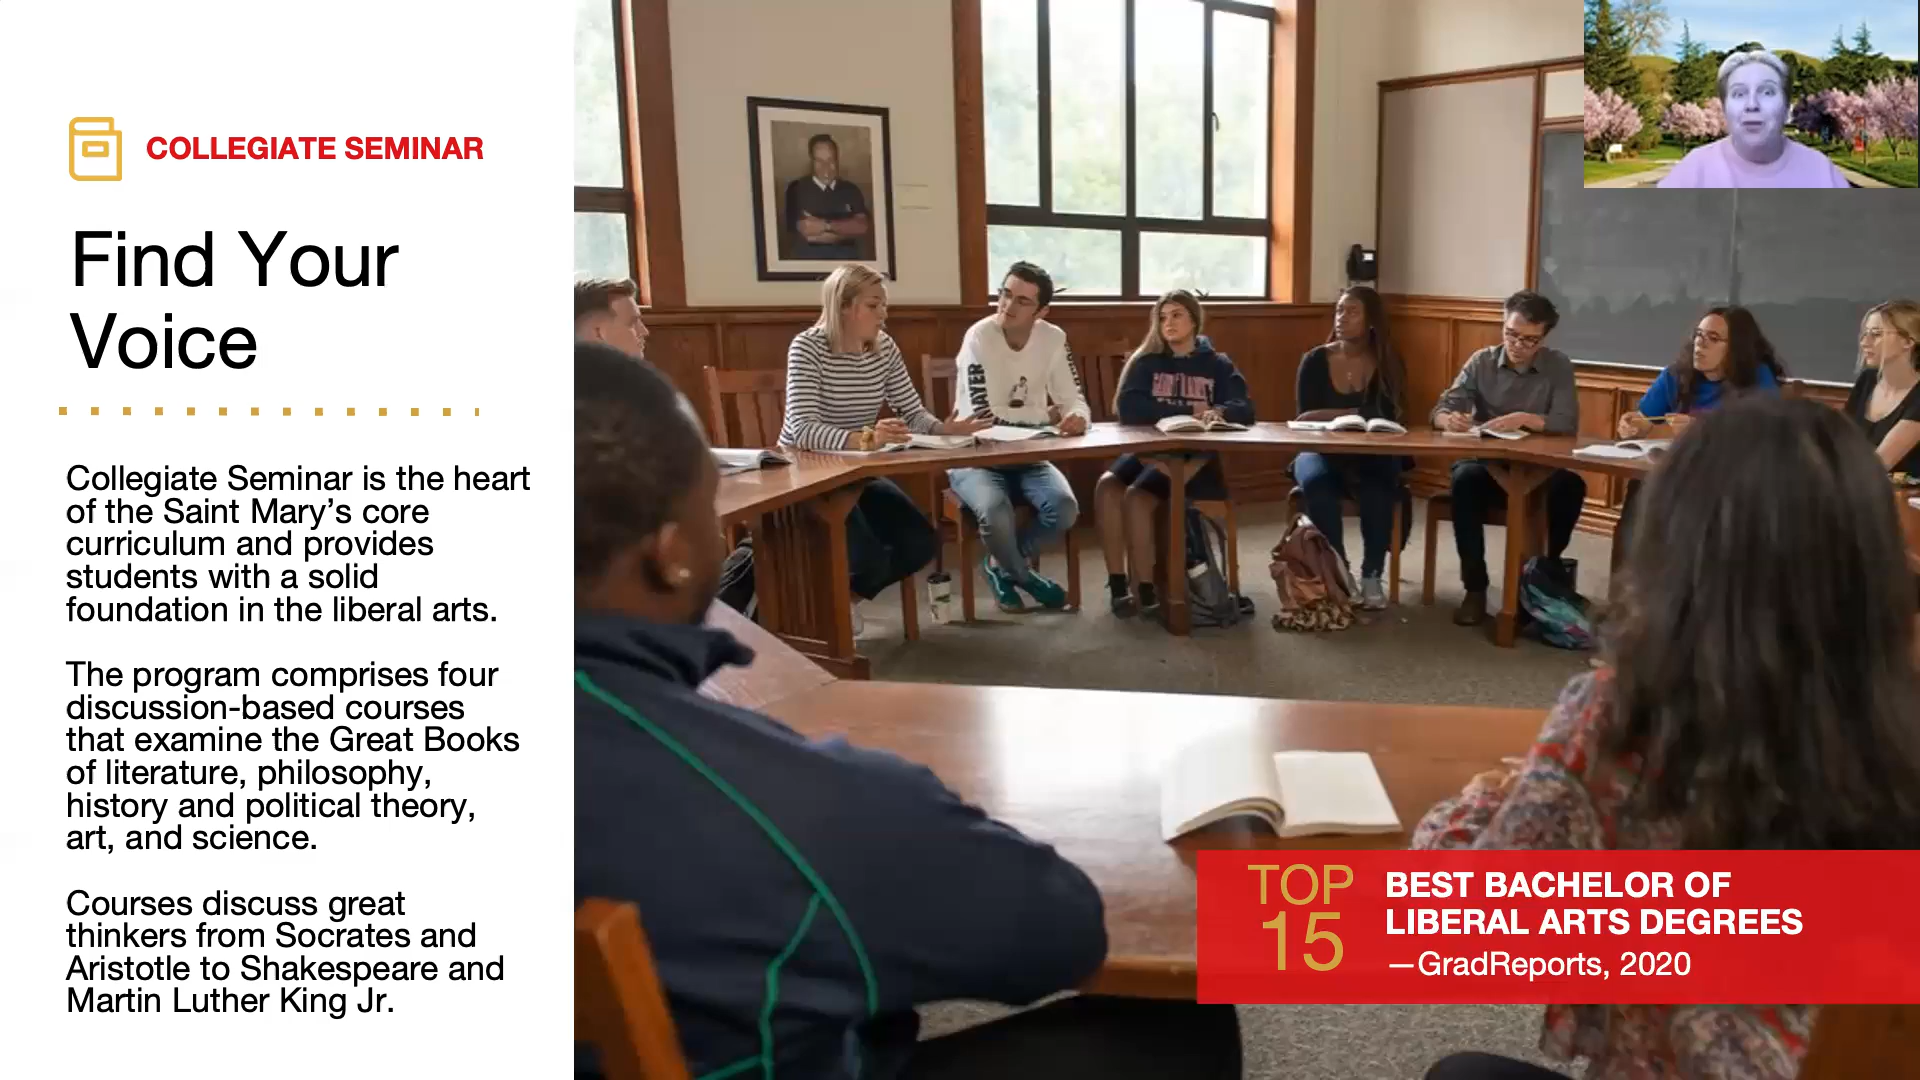 COLLEGIATE SEMINAR
Find Your
Voice
Collegiate Seminar is the heart
of the Saint Mary’s core
curriculum and provides
students with a solid
foundation in the liberal arts.
The program comprises four
discussion-based courses
that examine the Great Books
of literature, philosophy,
history and political theory,
art, and science.
Courses discuss great
thinkers from Socrates and
Aristotle to Shakespeare and
Martin Luther King Jr.
MAYER
SAINT MARY'S
TOP
15
BEST BACHELOR OF
LIBERAL ARTS DEGREES
—GradReports, 2020